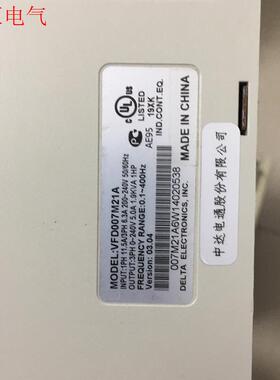 电气
LISTED
19XK
IND.CONT.EQ.
AE95
MODEL:VFD007M21A
INPUT:1PH 11.5A/3PH 6.3A 200~240V 50/60Hz
OUTPUT:3PH 0~240V 5.0A 1.9KVA 1HP
FREQUENCY RANGE:0.1~400Hz
Version 03.04
007M21A6W14020538
DELTA ELECTRONICS, INC.
MADE IN CHINA
中达电通股份有限公司